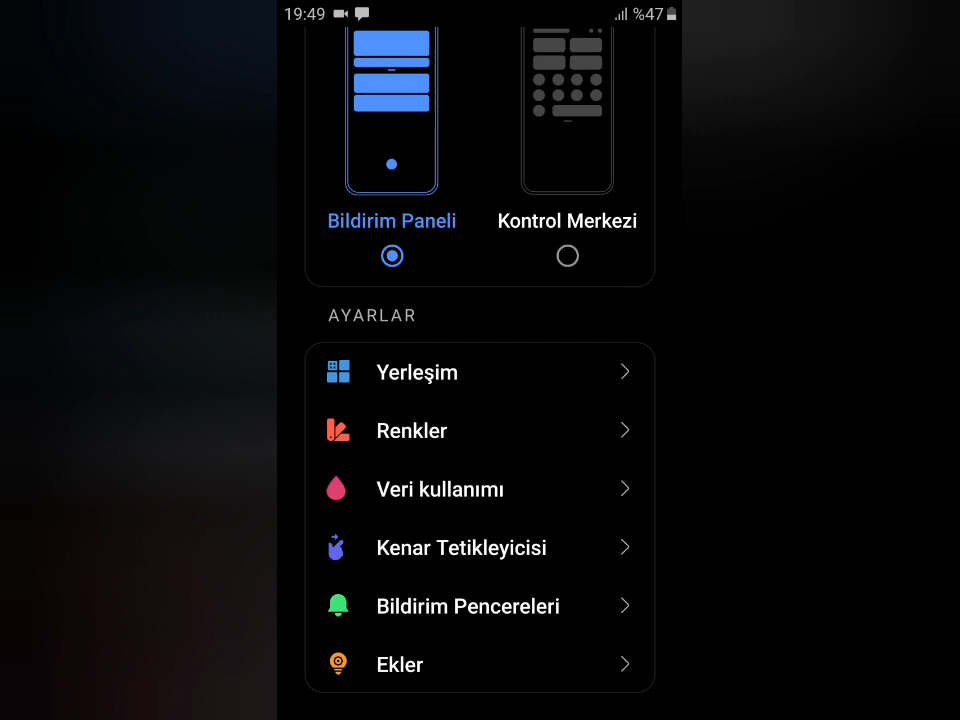 19:49
%47
Bildirim Paneli
Kontrol Merkezi
AYARLAR
Yerleşim
Renkler
Veri kullanımı
Kenar Tetikleyicisi
Bildirim Pencereleri
Ekler